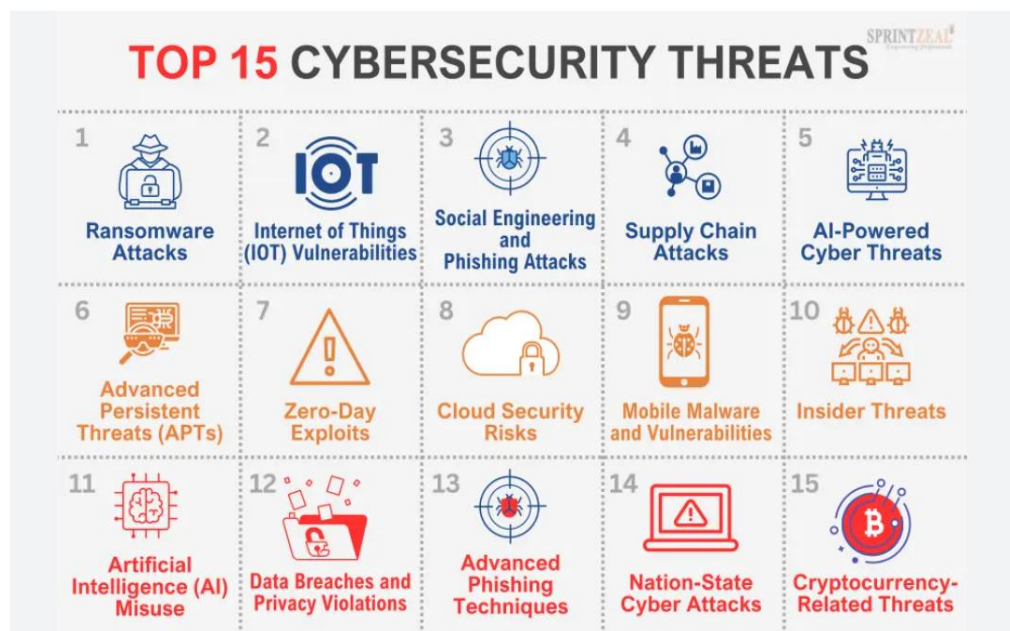 SPRINTZEAL
TOP 15 CYBERSECURITY THREATS
1
IOT
Ransomware
Attacks
2
Internet of Things
(IOT) Vulnerabilities
3
Social Engineering
and
Phishing Attacks
4
Supply Chain
Attacks
5
AI-Powered
Cyber Threats
6
Advanced
Persistent
Threats (APTs)
7
Zero-Day
Exploits
8
Cloud Security
Risks
9
Mobile Malware
and Vulnerabilities
10
Insider Threats
11
Artificial
Intelligence (AI)
Misuse
12
Data Breaches and
Privacy Violations
13
Advanced
Phishing
Techniques
14
Nation-State
Cyber Attacks
15
Cryptocurrency-
Related Threats